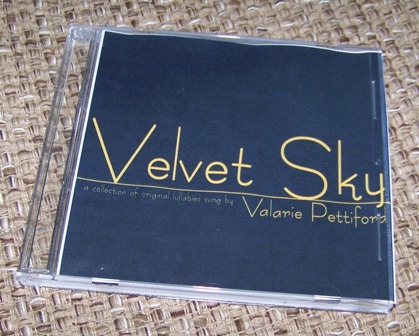 Velvet Sky
a collection of original lullabies sung by
Valarie Pettiford